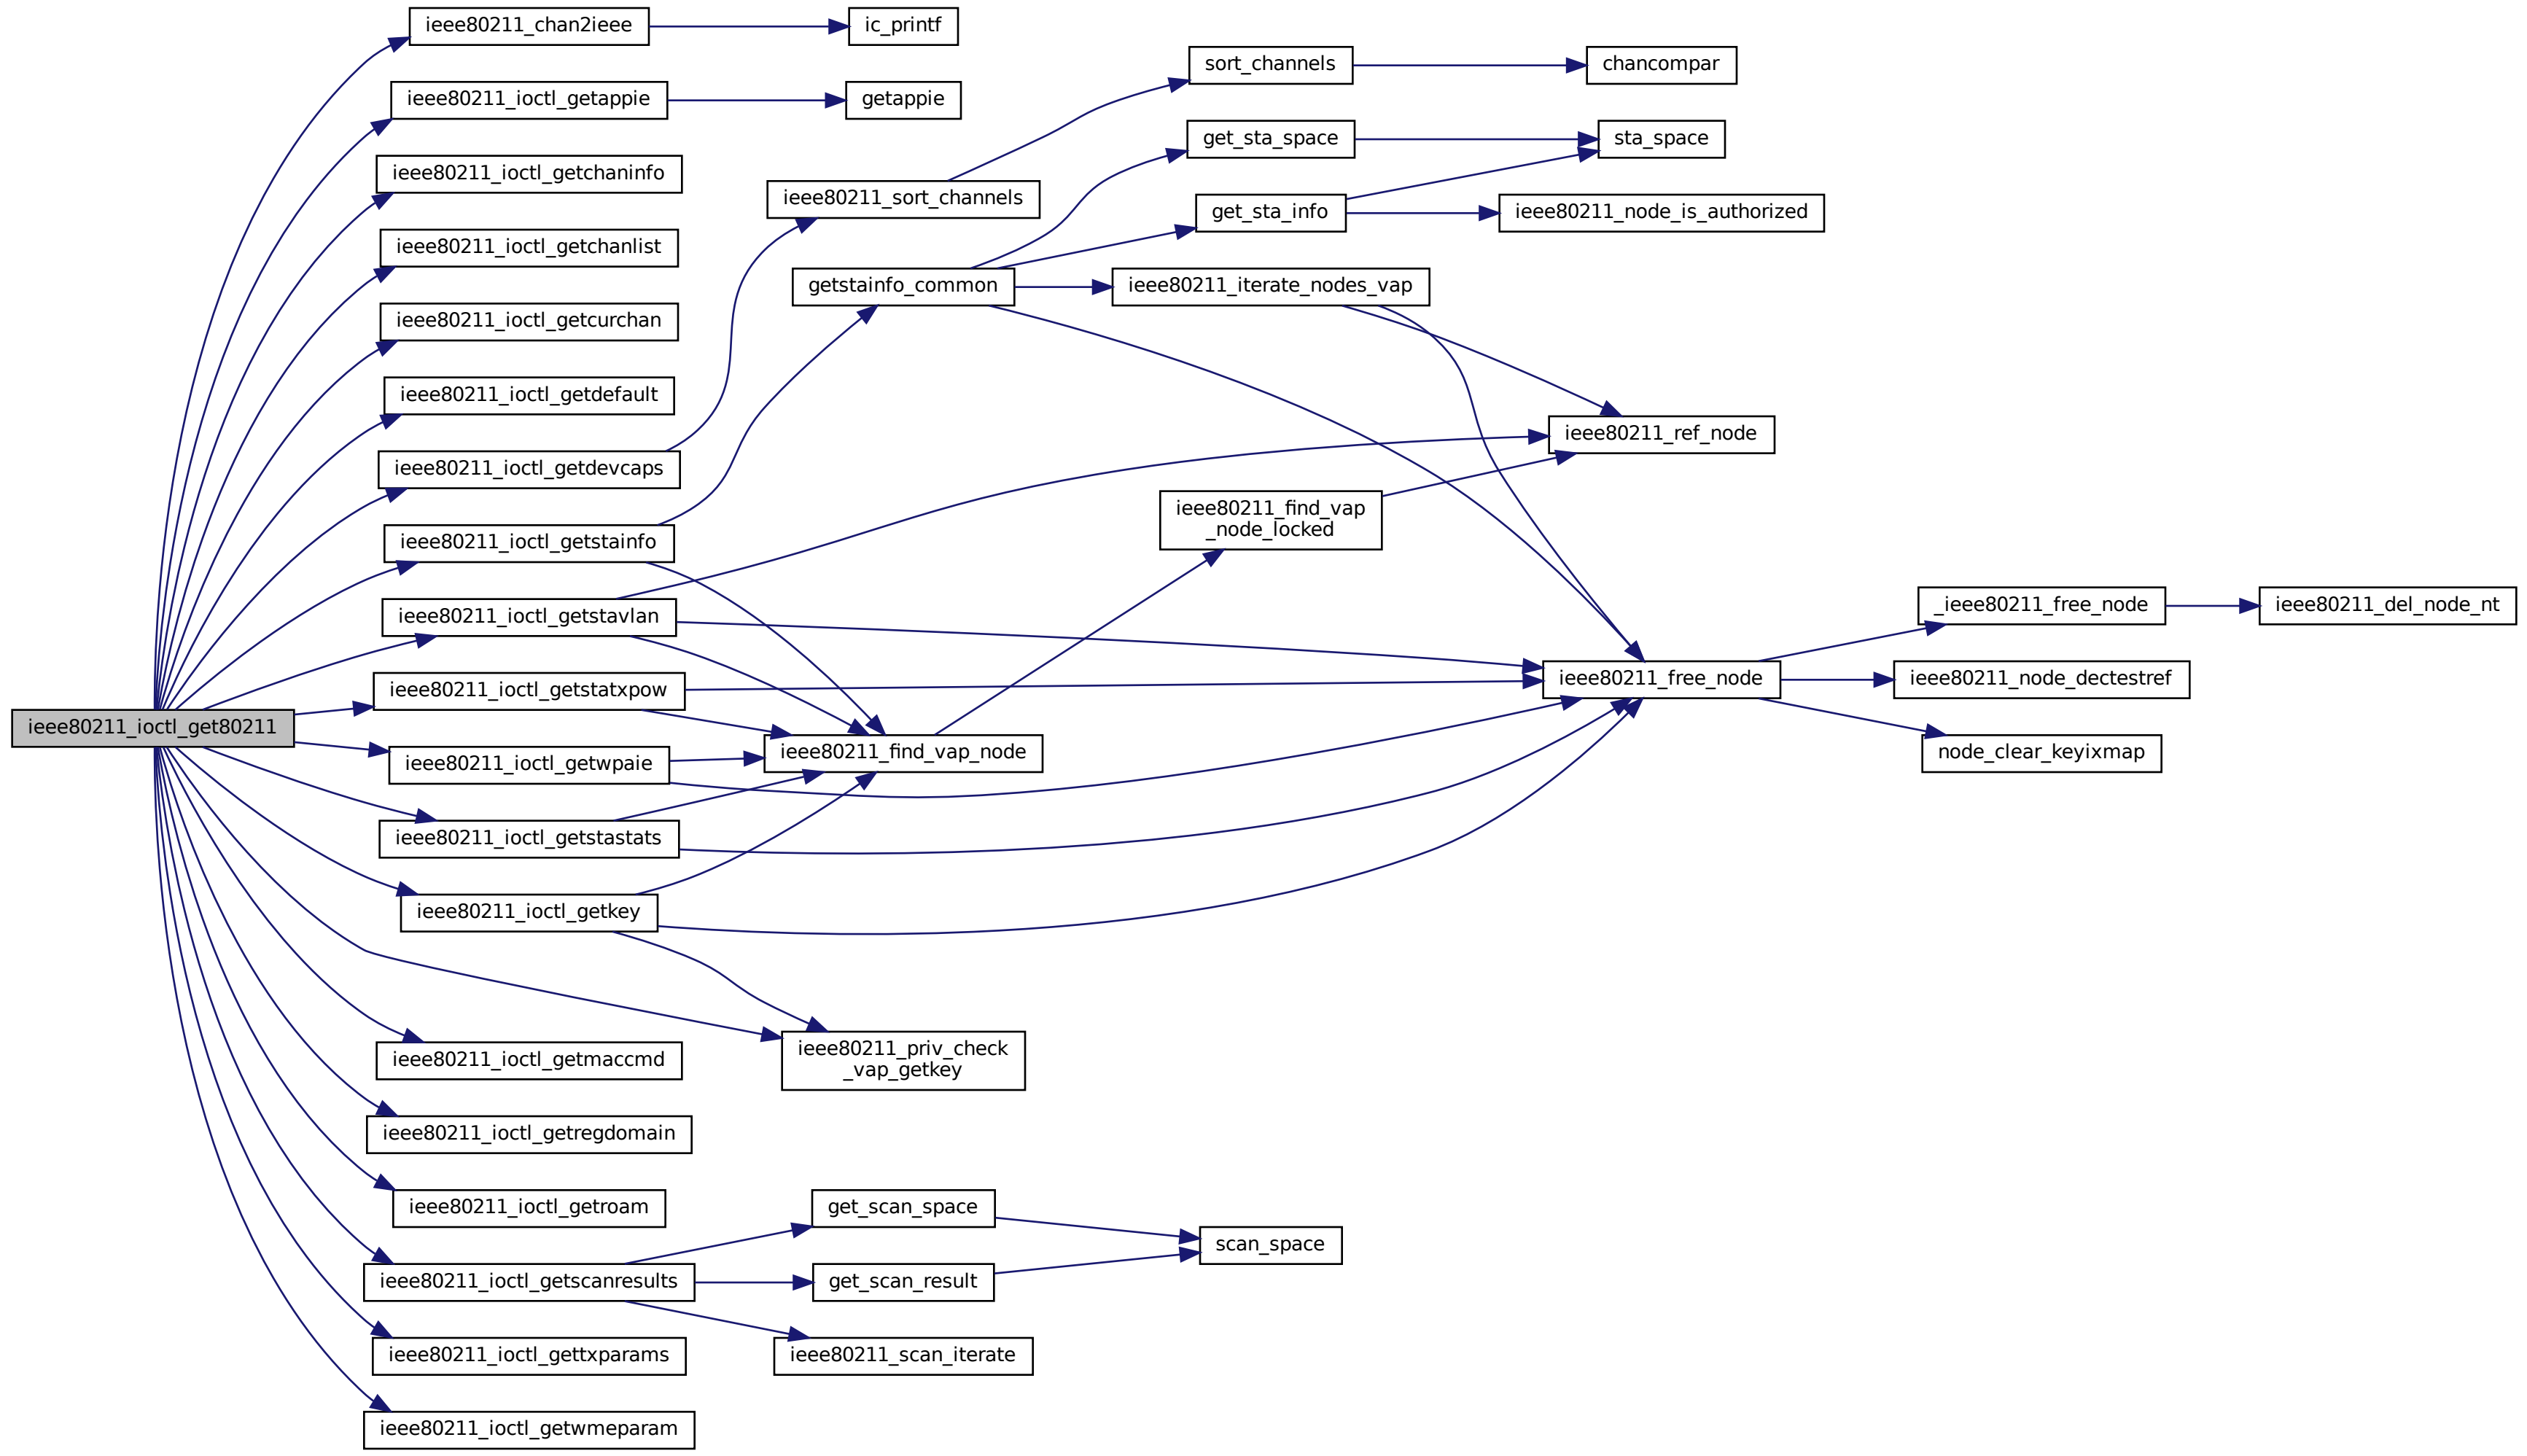 ieee80211_ioctl_get80211
ieee80211_chan2ieee
ic_printf
ieee80211_ioctl_getappie
getappie
ieee80211_ioctl_getchaninfo
ieee80211_ioctl_getchanlist
ieee80211_ioctl_getcurchan
ieee80211_ioctl_getdefault
ieee80211_ioctl_getdevcaps
ieee80211_sort_channels
sort_channels
chancompar
ieee80211_ioctl_getstainfo
getstainfo_common
get_sta_space
sta_space
get_sta_info
ieee80211_node_is_authorized
ieee80211_iterate_nodes_vap
ieee80211_ref_node
ieee80211_find_vap
_node_locked
ieee80211_ioctl_getstavlan
ieee80211_ioctl_getstatxpow
ieee80211_ioctl_getwpaie
ieee80211_find_vap_node
ieee80211_free_node
_ieee80211_free_node
ieee80211_del_node_nt
ieee80211_node_dectestref
node_clear_keyixmap
ieee80211_ioctl_getstastats
ieee80211_ioctl_getkey
ieee80211_priv_check
_vap_getkey
ieee80211_ioctl_getmaccmd
ieee80211_ioctl_getregdomain
ieee80211_ioctl_getroam
ieee80211_ioctl_getscanresults
get_scan_space
get_scan_result
scan_space
ieee80211_scan_iterate
ieee80211_ioctl_gettxparams
ieee80211_ioctl_getwmeparam